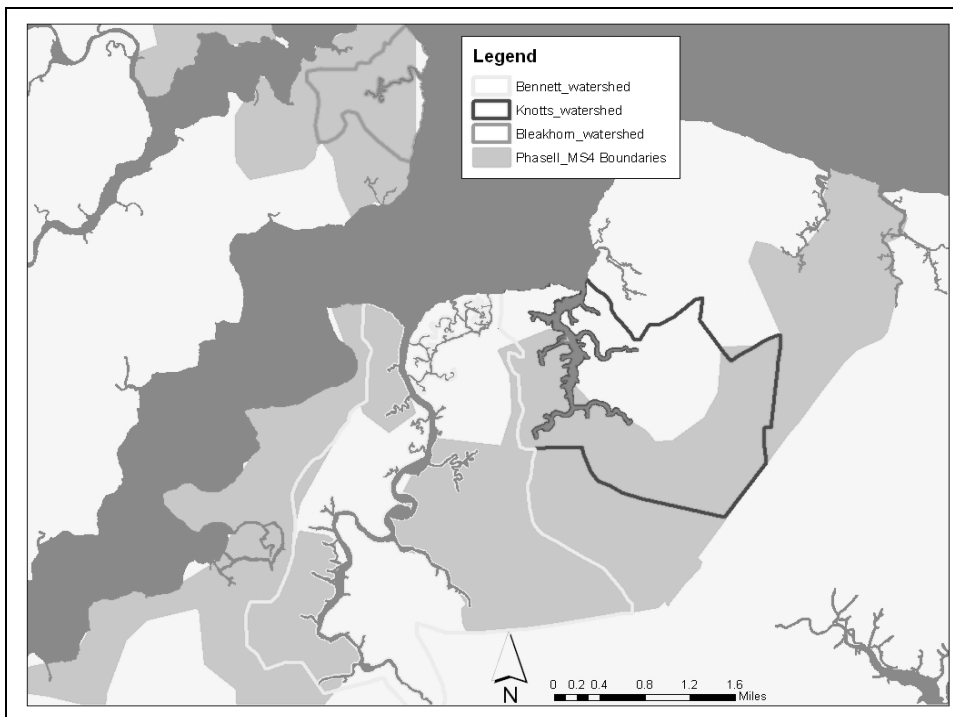 Legend
Bennett_watershed
Knotts_watershed
Bleakhorn_watershed
PhaseII_MS4 Boundaries
N
0 0.2 0.4 0.8 1.2 1.6
Miles